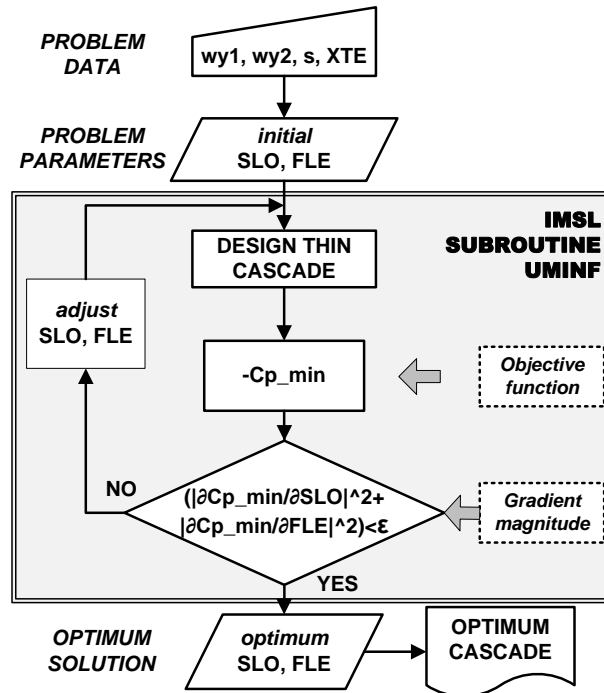 PROBLEM
DATA
wy1, wy2, s, XTE
PROBLEM
PARAMETERS
initial
SLO, FLE
IMSL
SUBROUTINE
UMINF
DESIGN THIN
CASCADE
adjust
SLO, FLE
-Cp_min
Objective
function
NO
(|∂Cp_min/∂SLO|^2+
|∂Cp_min/∂FLE|^2)<ε
Gradient
magnitude
YES
OPTIMUM
SOLUTION
optimum
SLO, FLE
OPTIMUM
CASCADE